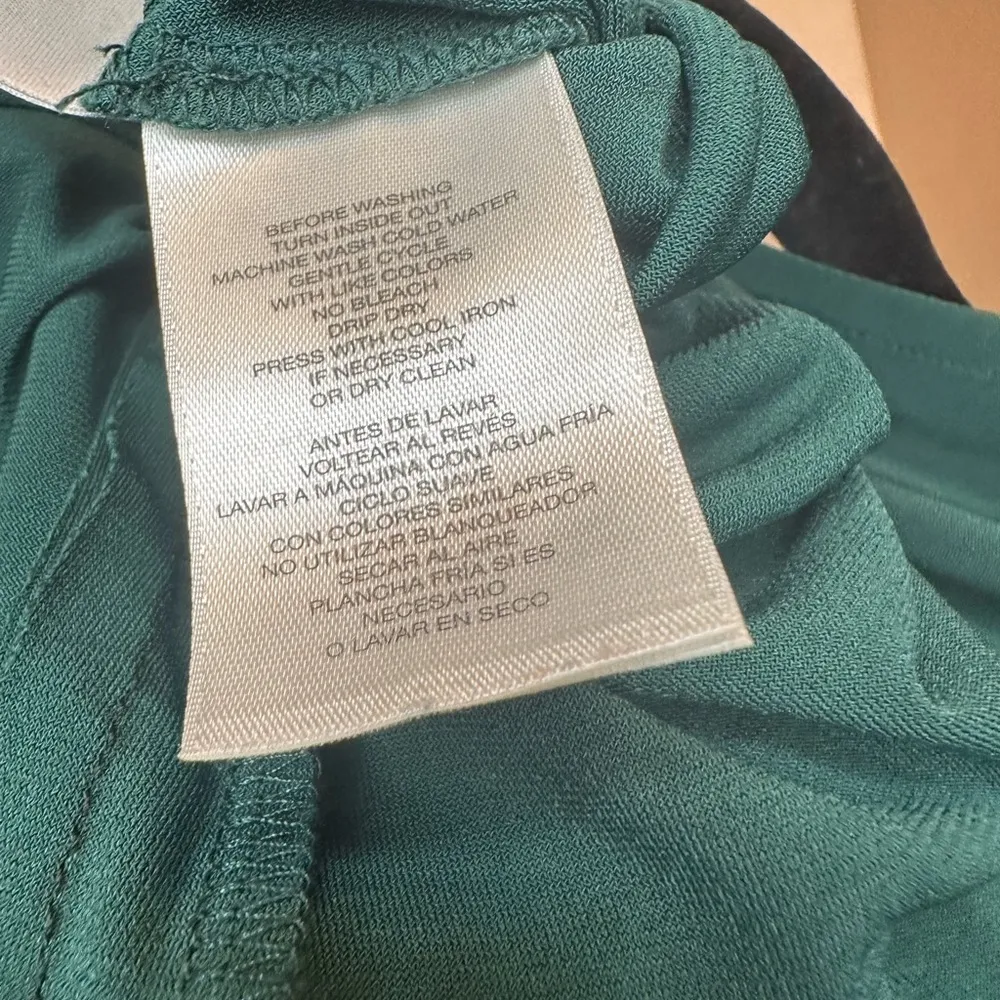 BEFORE WASHING
TURN INSIDE OUT
MACHINE WASH COLD WATER
GENTLE CYCLE
WITH LIKE COLORS
NO BLEACH
DRIP DRY
PRESS WITH COOL IRON
IF NECESSARY
OR DRY CLEAN
ANTES DE LAVAR
VOLTEAR AL REVÉS
LAVAR A MÁQUINA CON AGUA FRÍA
CICLO SUAVE
CON COLORES SIMILARES
NO UTILIZAR BLANQUEADOR
SECAR AL AIRE
PLANCHA FRÍA SI ES
NECESARIO
O LAVAR EN SECO